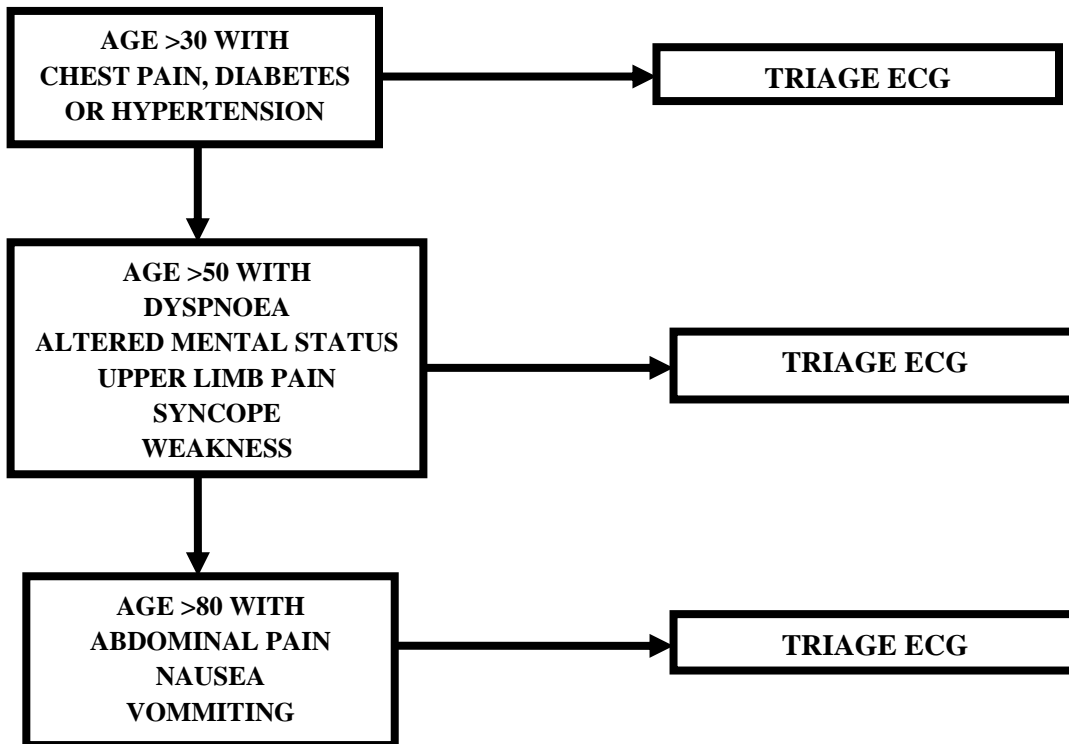 AGE >30 WITH
CHEST PAIN, DIABETES
OR HYPERTENSION
TRIAGE ECG
AGE >50 WITH
DYSPNOEA
ALTERED MENTAL STATUS
UPPER LIMB PAIN
SYNCOPE
WEAKNESS
TRIAGE ECG
AGE >80 WITH
ABDOMINAL PAIN
NAUSEA
VOMMITING
TRIAGE ECG